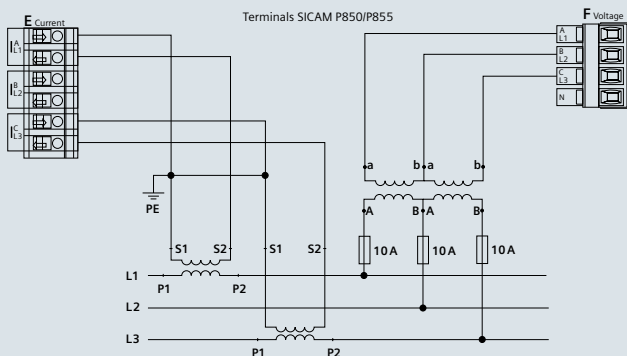 Terminals SICAM P850/P855
E Current
F Voltage
I A L1
I B L2
I C L3
A L1
B L2
C L3
N
a b a b
A B A B
PE
10 A 10 A 10 A
S1 S2 S1 S2
L1
P1 P2
L2
L3
P1 P2